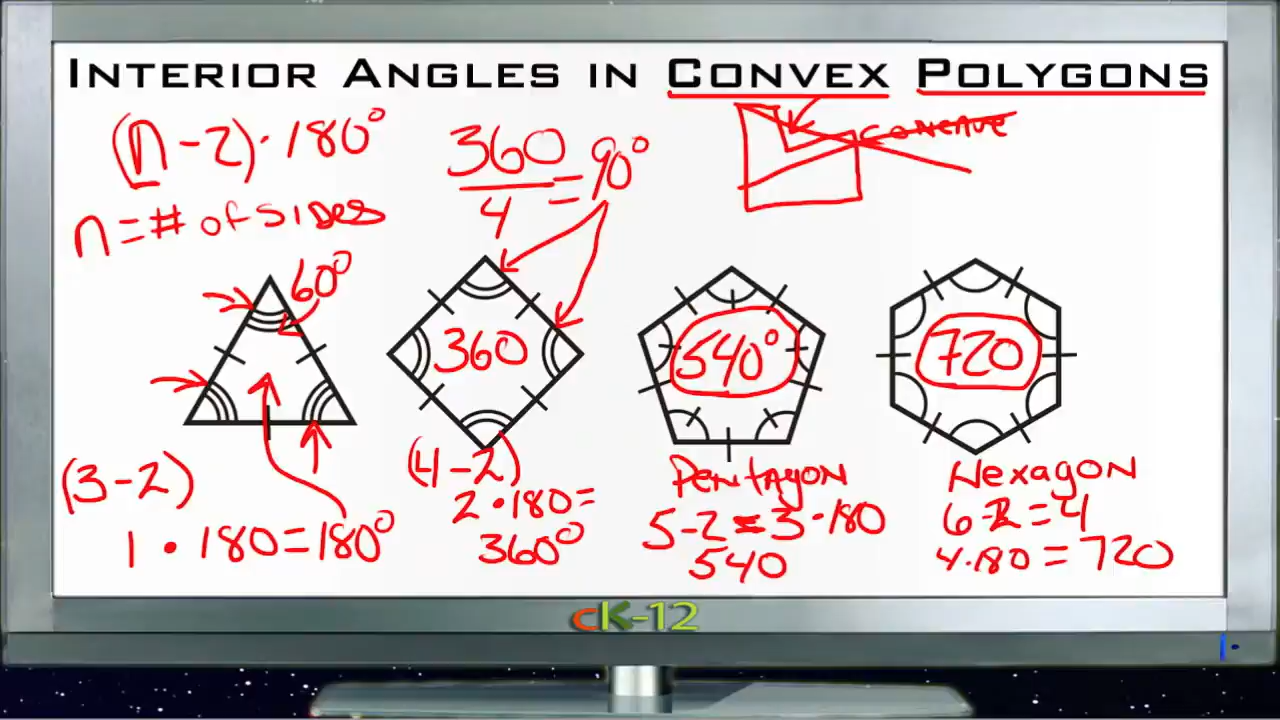 INTERIOR ANGLES IN CONVEX POLYGONS
(n-2)·180°
n=# of sides
360
4
=90°
CONCAVE
60°
360
540°
720
(3-2)
1·180=180°
(4-2)
2·180=
360°
Pentagon
5-2=3·180
540
Hexagon
6-2=4
4·180=720
cK-12